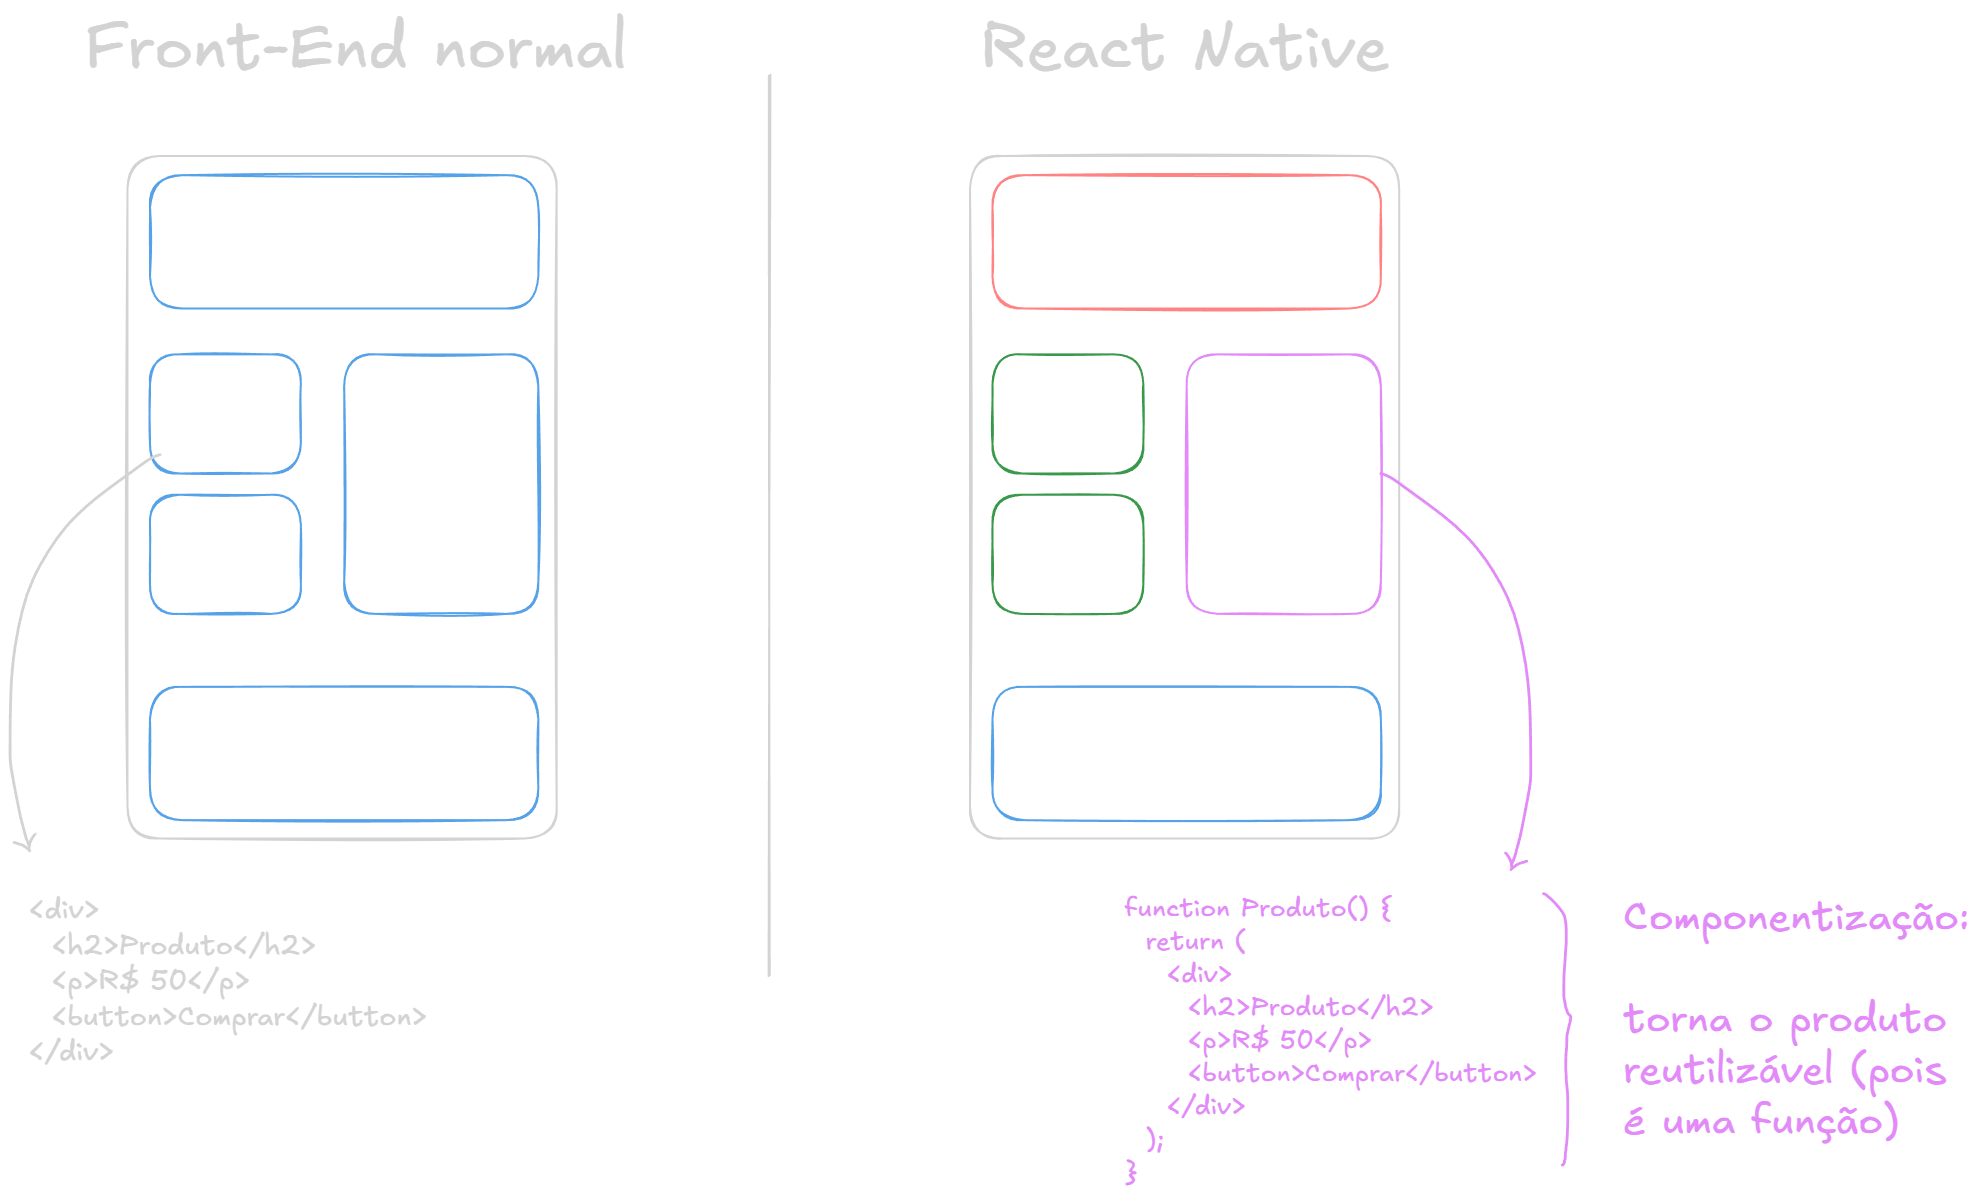 Front-End normal
React Native
<div>
<h2>Produto</h2>
<p>R$ 50</p>
<button>Comprar</button>
</div>
function Produto() {
return (
<div>
<h2>Produto</h2>
<p>R$ 50</p>
<button>Comprar</button>
</div>
);
}
Componentização:
torna o produto
reutilizável (pois
é uma função)